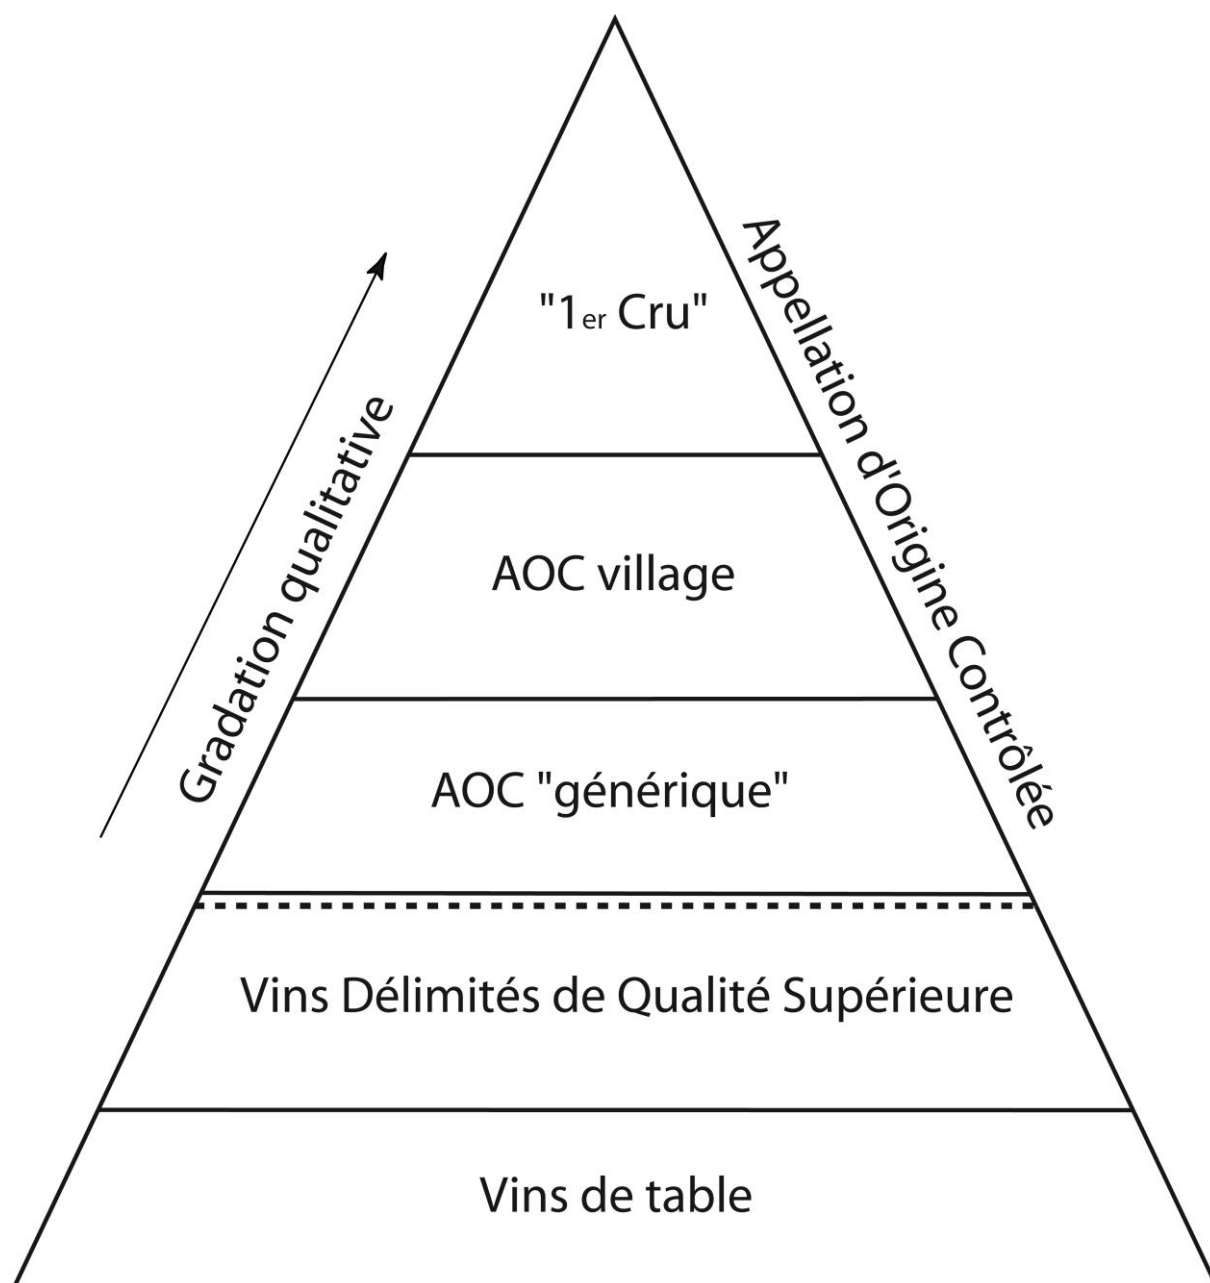 "1er Cru"
Appellation d'Origine Contrôlée
Gradation qualitative
AOC village
AOC "générique"
Vins Délimités de Qualité Supérieure
Vins de table